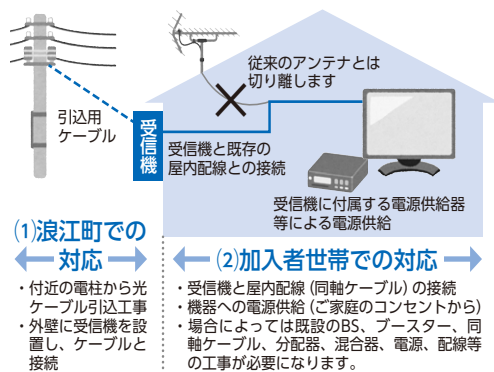 従来のアンテナとは
切り離します
引込用
ケーブル
受信機
受信機と既存の
屋内配線との接続
受信機に付属する電源供給器
等による電源供給
⑴浪江町での
対応
・付近の電柱から光
ケーブル引込工事
・外壁に受信機を設
置し、ケーブルと
接続
⑵加入者世帯での対応
・受信機と屋内配線（同軸ケーブル）の接続
・機器への電源供給（ご家庭のコンセントから）
・場合によっては既設のBS、ブースター、同
軸ケーブル、分配器、混合器、電源、配線等
の工事が必要になります。